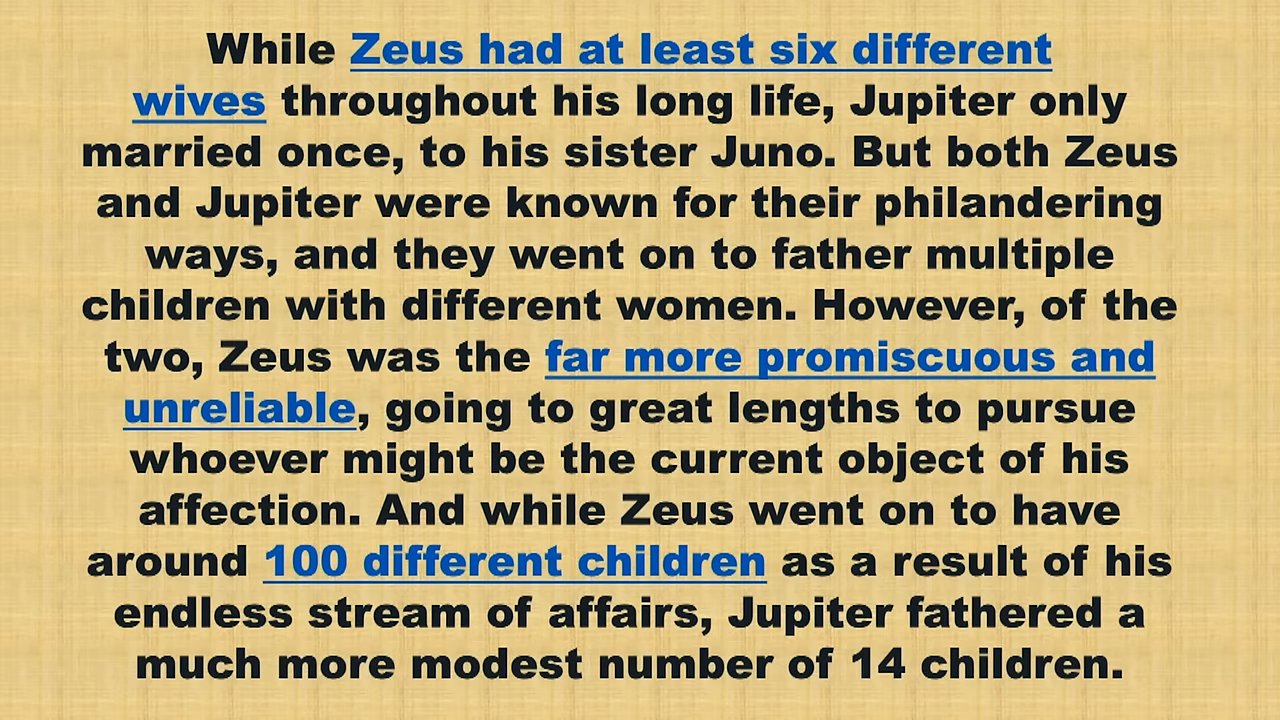 While Zeus had at least six different
wives throughout his long life, Jupiter only
married once, to his sister Juno. But both Zeus
and Jupiter were known for their philandering
ways, and they went on to father multiple
children with different women. However, of the
two, Zeus was the far more promiscuous and
unreliable, going to great lengths to pursue
whoever might be the current object of his
affection. And while Zeus went on to have
around 100 different children as a result of his
endless stream of affairs, Jupiter fathered a
much more modest number of 14 children.